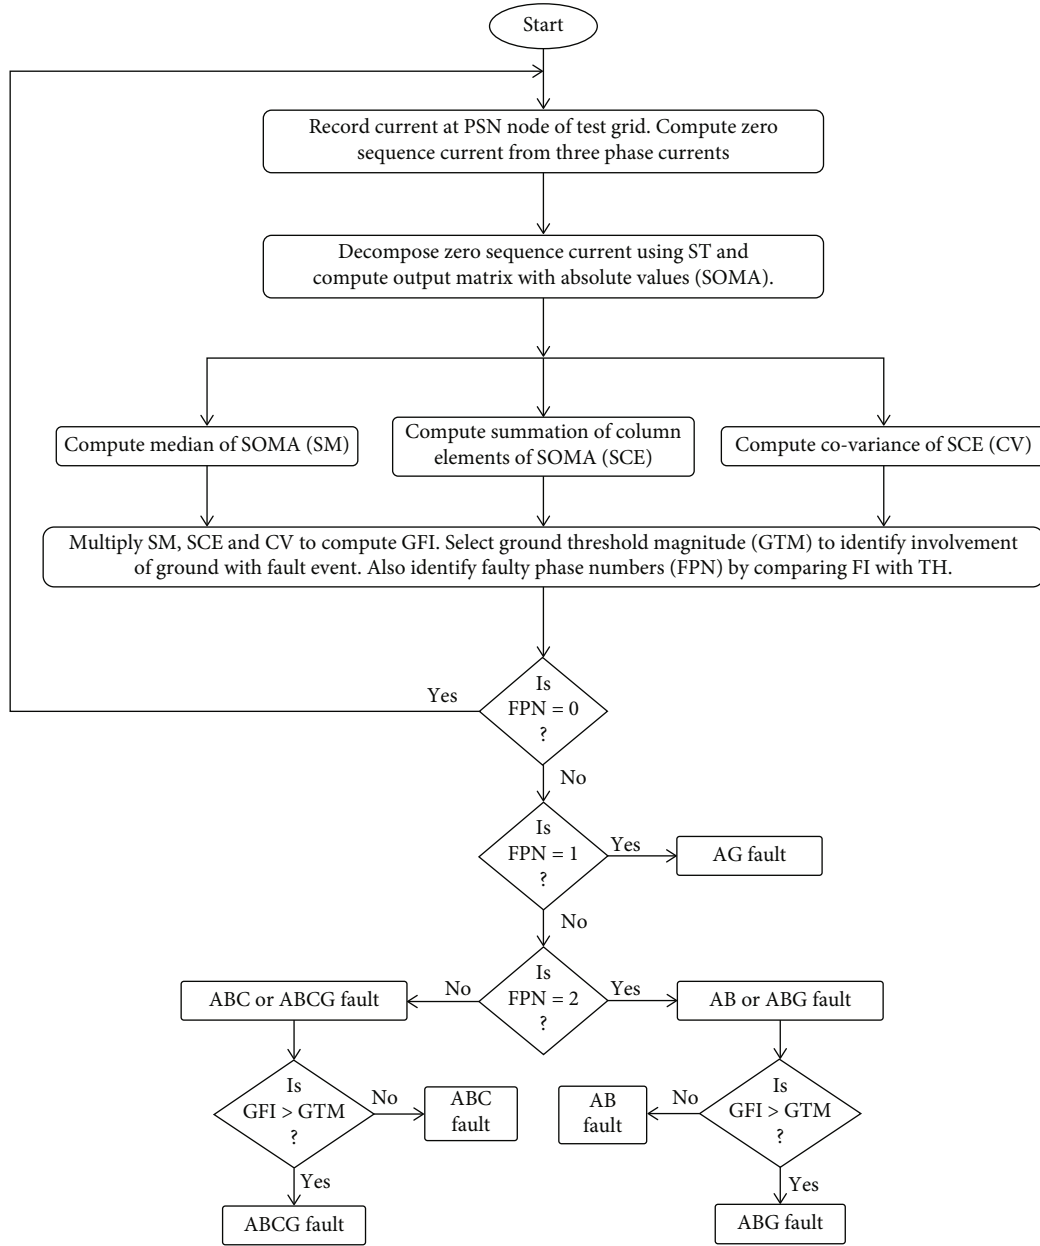 Start
Record current at PSN node of test grid. Compute zero
sequence current from three phase currents
Decompose zero sequence current using ST and
compute output matrix with absolute values (SOMA).
Compute median of SOMA (SM)
Compute summation of column
elements of SOMA (SCE)
Compute co-variance of SCE (CV)
Multiply SM, SCE and CV to compute GFI. Select ground threshold magnitude (GTM) to identify involvement
of ground with fault event. Also identify faulty phase numbers (FPN) by comparing FI with TH.
Yes
Is
FPN = 0
?
No
Is
FPN = 1
?
Yes
AG fault
No
Is
FPN = 2
?
No
Yes
ABC or ABCG fault
AB or ABG fault
Is
GFI > GTM
?
No
ABC
fault
Yes
ABCG fault
Is
GFI > GTM
?
No
AB
fault
Yes
ABG fault